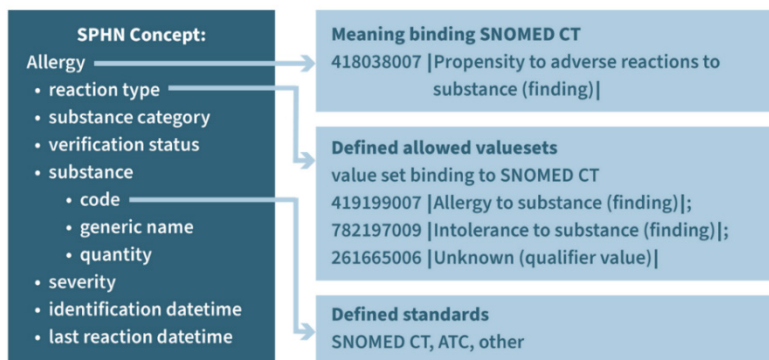 SPHN Concept:
Allergy
• reaction type
• substance category
• verification status
• substance
• code
• generic name
• quantity
• severity
• identification datetime
• last reaction datetime
Meaning binding SNOMED CT
418038007 |Propensity to adverse reactions to
substance (finding)|
Defined allowed valuesets
value set binding to SNOMED CT
419199007 |Allergy to substance (finding)|;
782197009 |Intolerance to substance (finding)|;
261665006 |Unknown (qualifier value)|
Defined standards
SNOMED CT, ATC, other